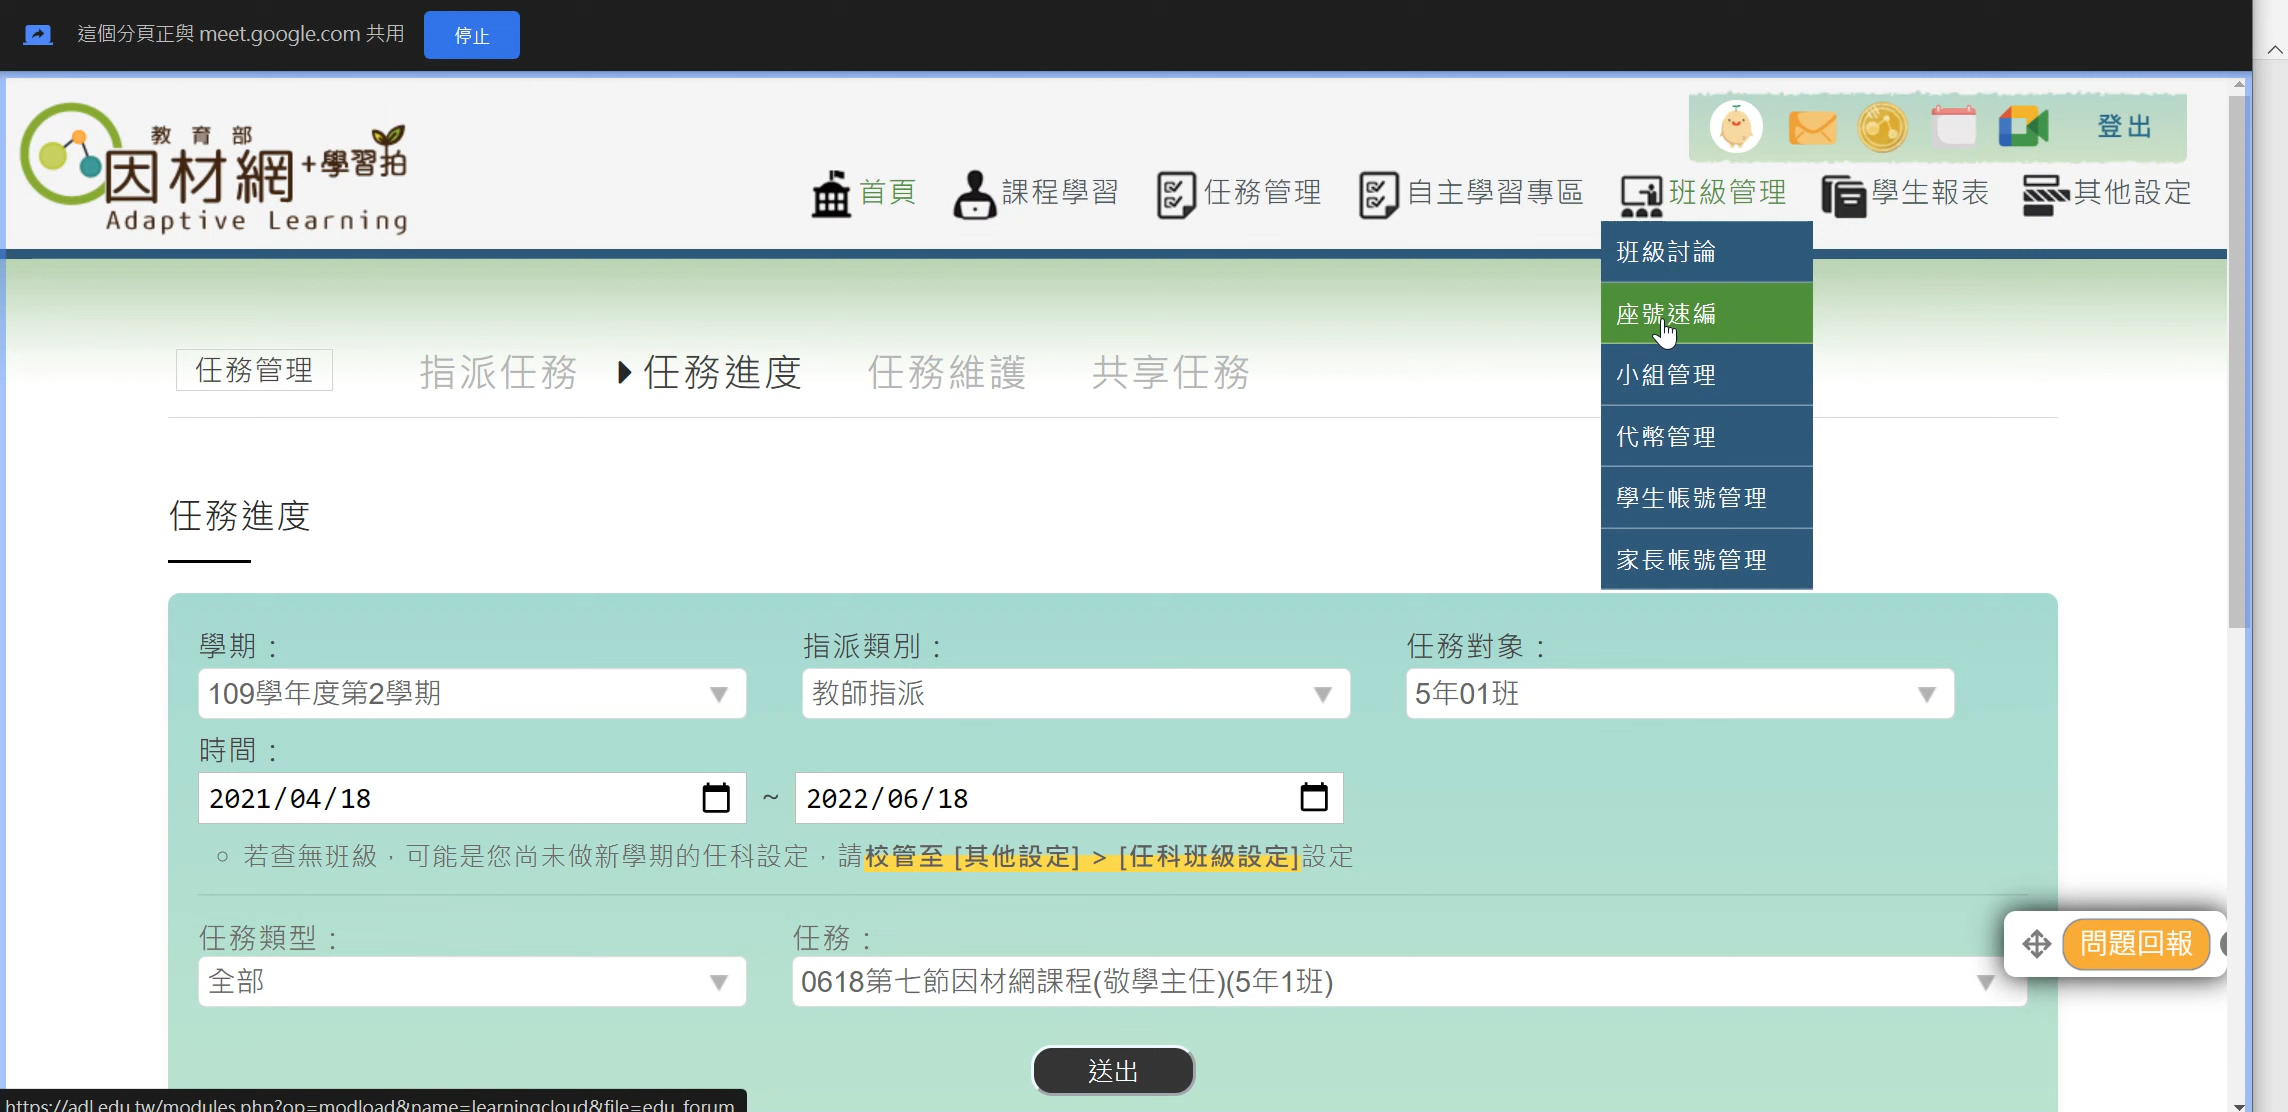 這個分頁正與 meet.google.com 共用 停止
教育部
因材網+學習拍
Adaptive Learning
登出
首頁 課程學習 任務管理 自主學習專區 班級管理 學生報表 其他設定
班級討論
座號速編
小組管理
代幣管理
學生帳號管理
家長帳號管理
任務管理 指派任務 任務進度 任務維護 共享任務
任務進度
學期： 指派類別： 任務對象：
109學年度第2學期 教師指派 5年01班
時間：
2021/04/18 ~ 2022/06/18
若查無班級，可能是您尚未做新學期的任科設定，請校管至 [其他設定] > [任科班級設定]設定
任務類型： 任務：
全部 0618第七節因材網課程(敬學主任)(5年1班)
問題回報
送出
https://adl.edu.tw/modules.php?op=modload&name=learningcloud&file=edu_forum